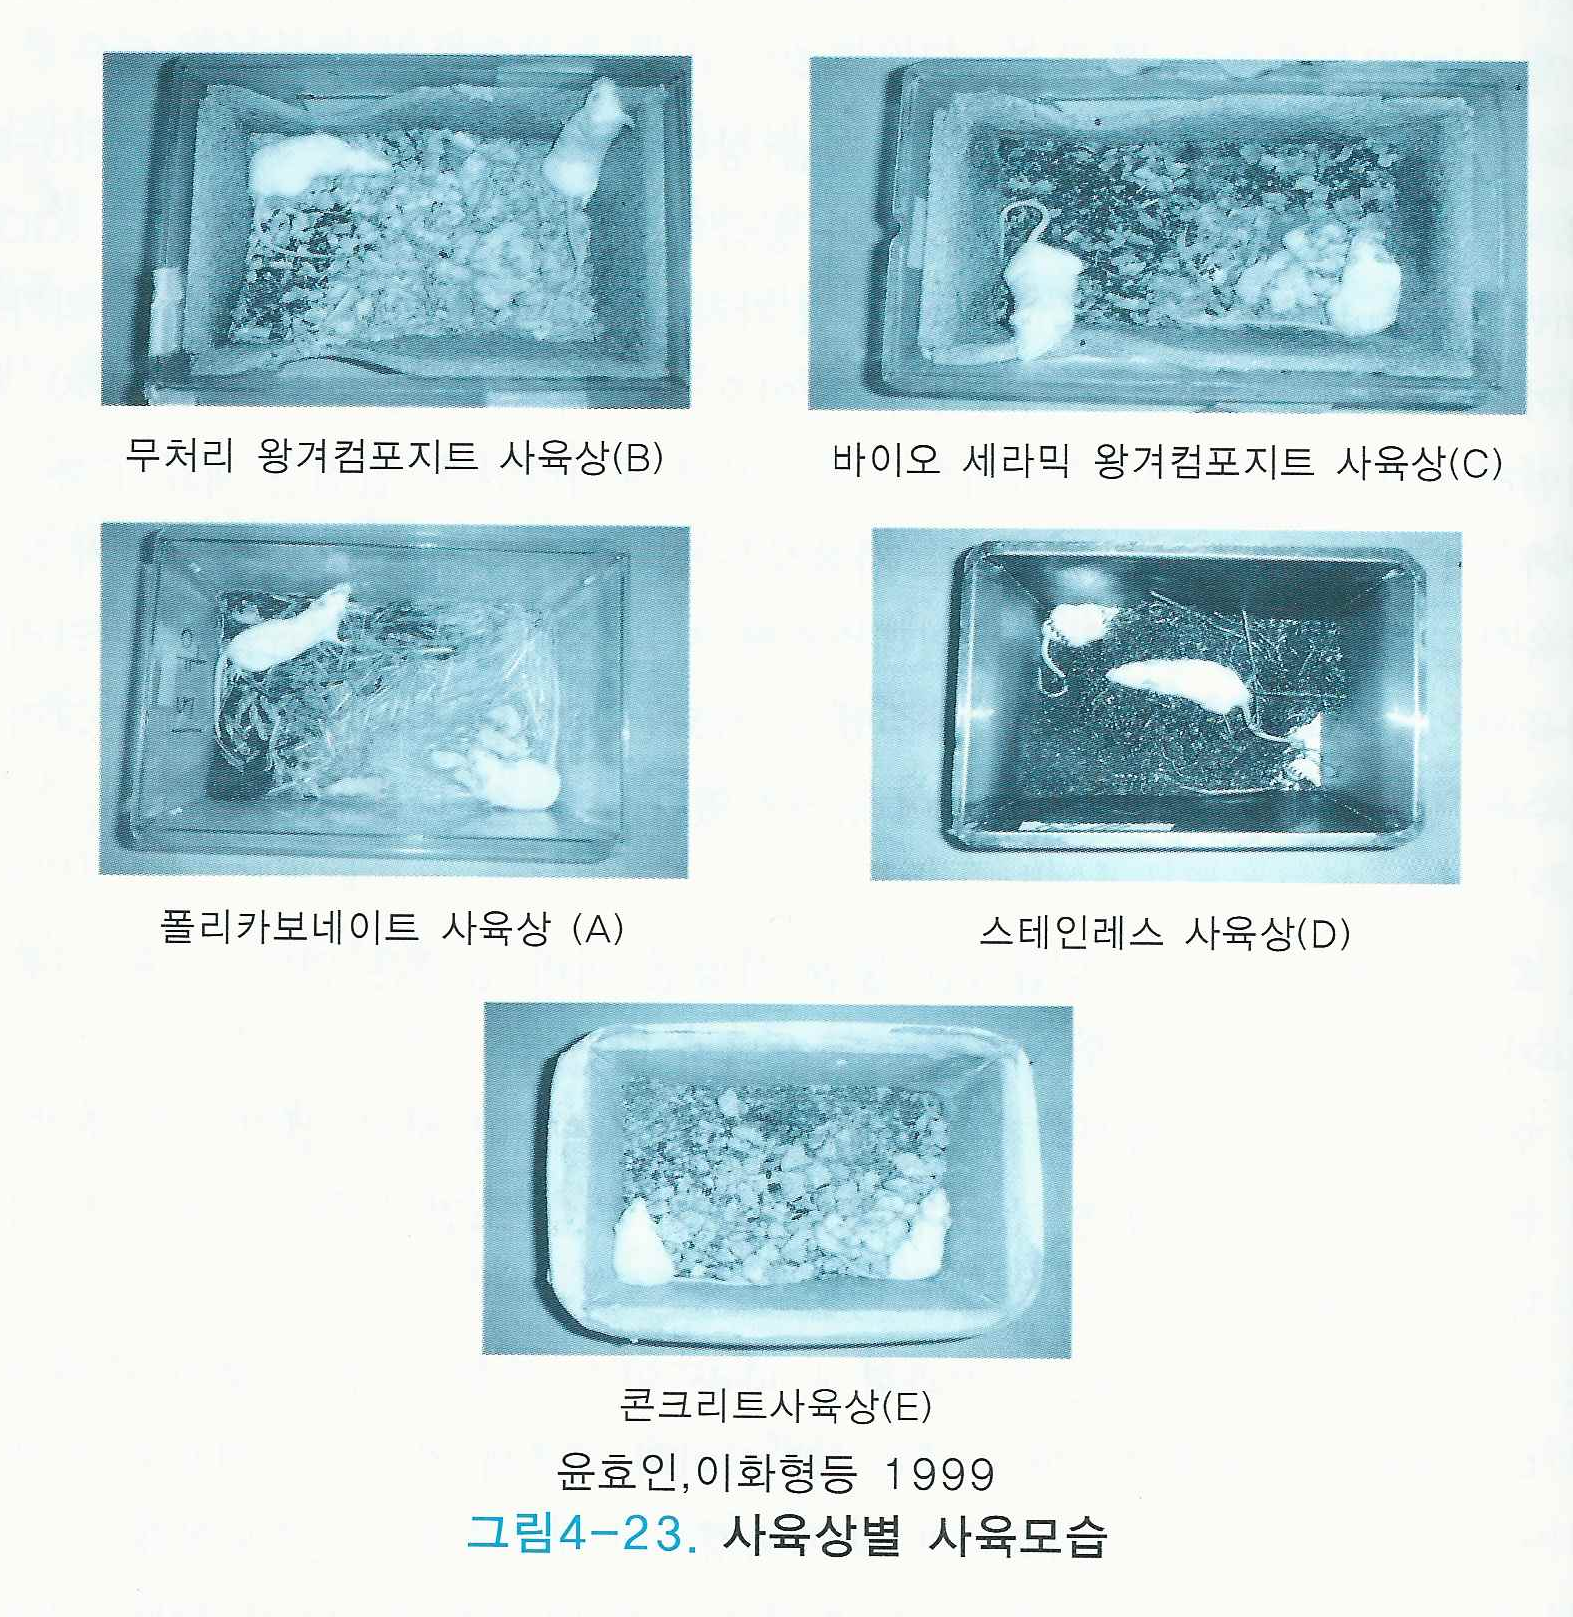 무처리 왕겨컴포지트 사육상(B)
바이오 세라믹 왕겨컴포지트 사육상(C)
폴리카보네이트 사육상 (A)
스테인레스 사육상(D)
콘크리트사육상(E)
윤효인,이화형등 1999
그림4-23. 사육상별 사육모습